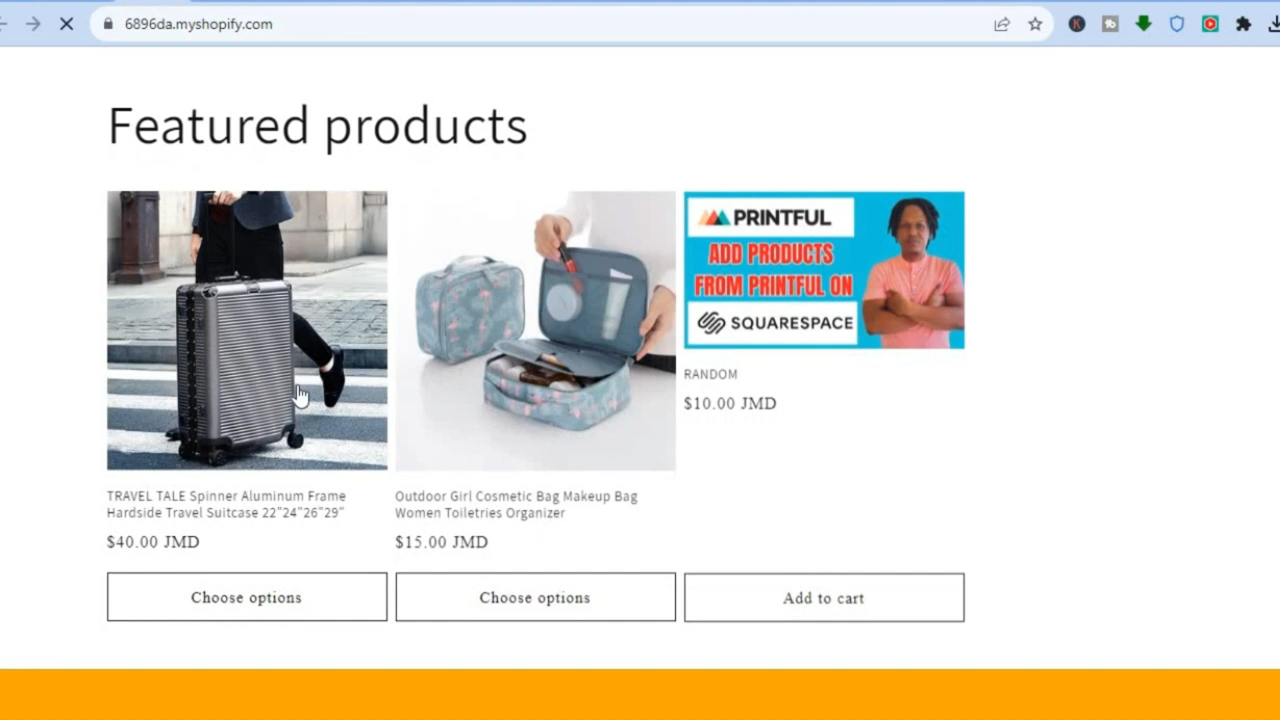 6896da.myshopify.com
Featured products
PRINTFUL
ADD PRODUCTS
FROM PRINTFUL ON
SQUARESPACE
RANDOM
$10.00 JMD
TRAVEL TALE Spinner Aluminum Frame
Hardside Travel Suitcase 22"24"26"29"
$40.00 JMD
Outdoor Girl Cosmetic Bag Makeup Bag
Women Toiletries Organizer
$15.00 JMD
Choose options
Choose options
Add to cart